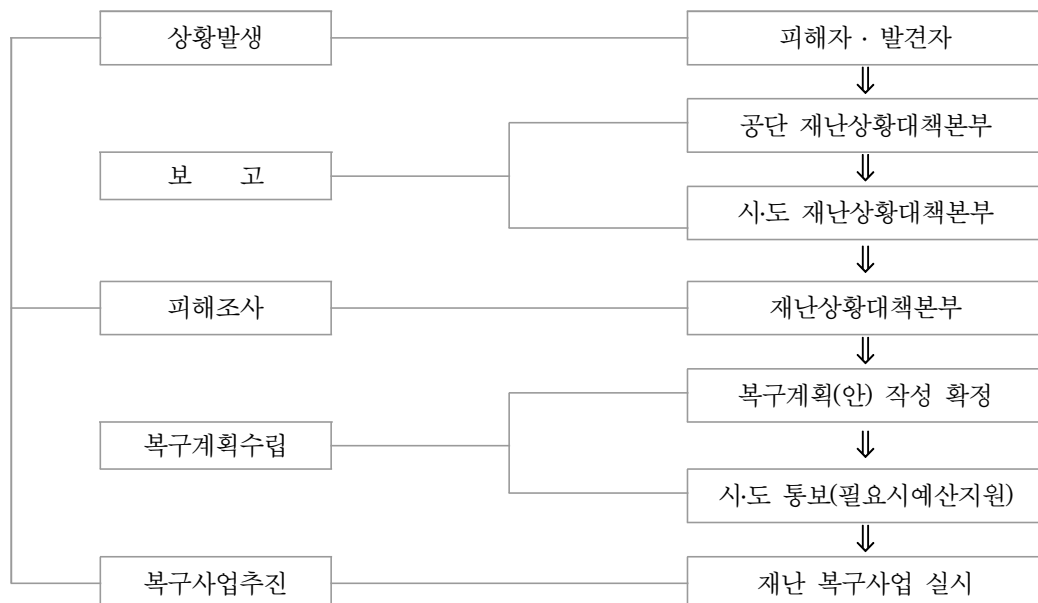 상황발생
피해자 · 발견자
공단 재난상황대책본부
보 고
시·도 재난상황대책본부
피해조사
재난상황대책본부
복구계획(안) 작성 확정
복구계획수립
시·도 통보(필요시예산지원)
복구사업추진
재난 복구사업 실시